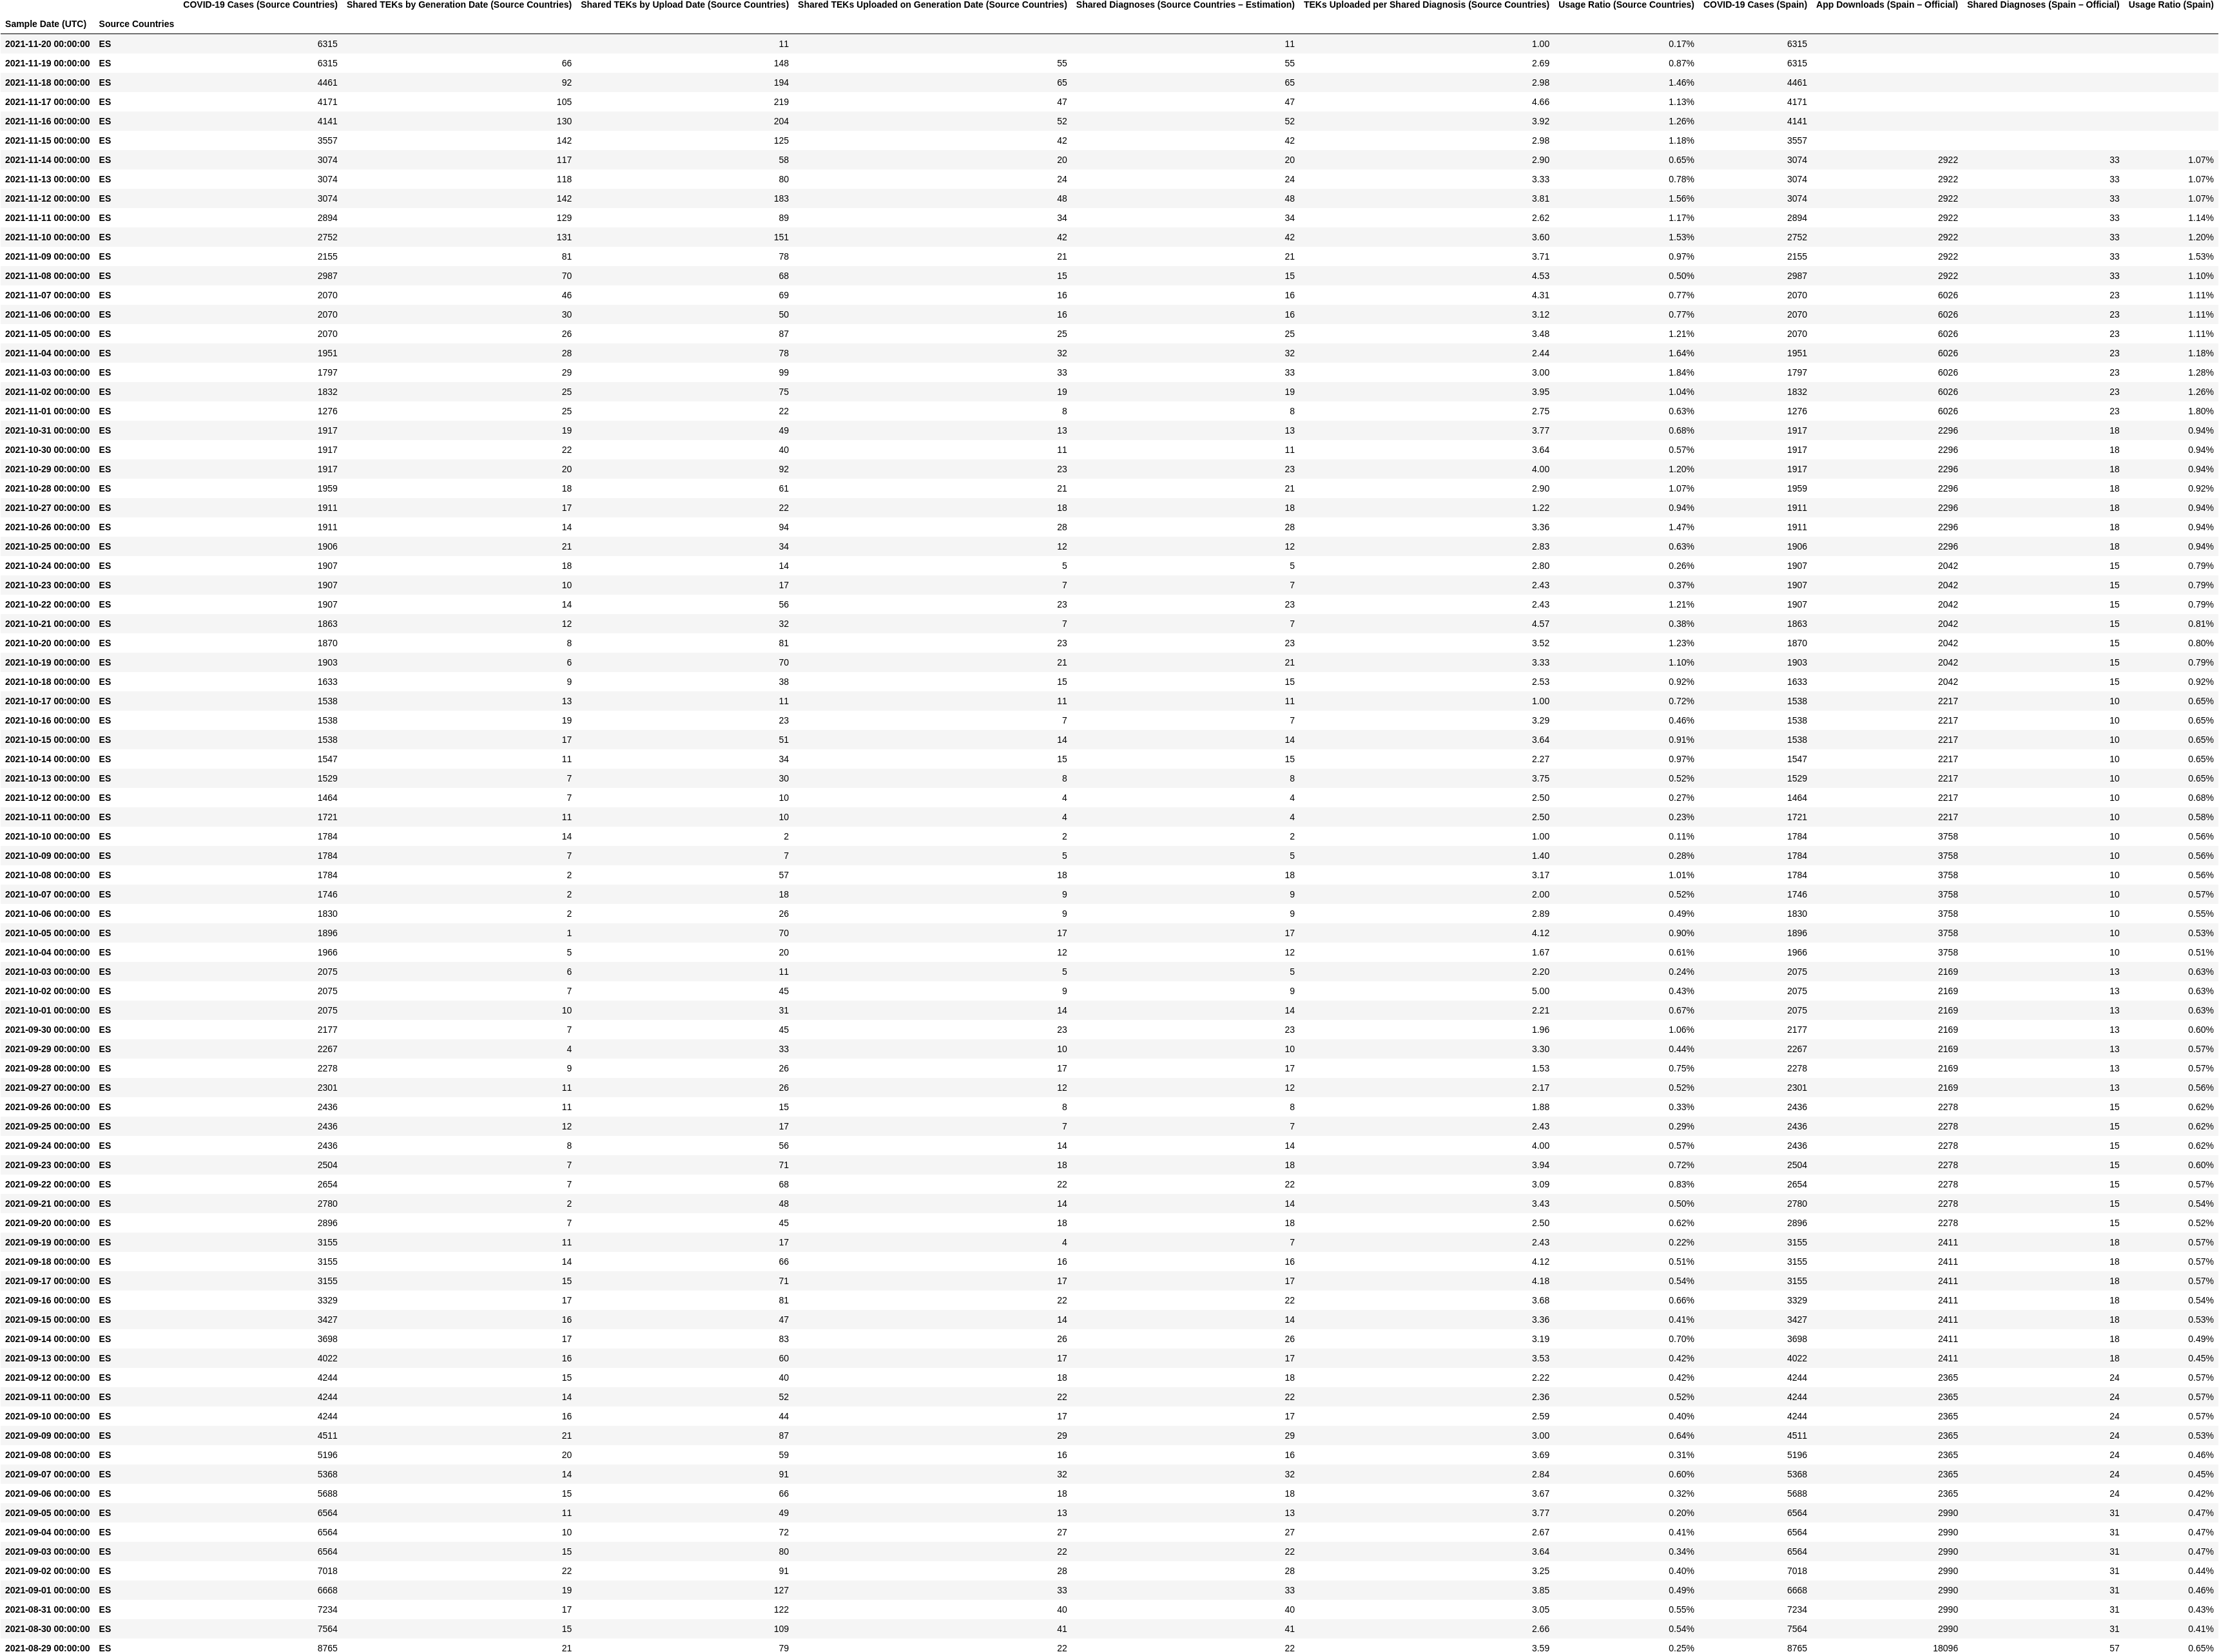 COVID-19 Cases (Source Countries) Shared TEKs by Generation Date (Source Countries) Shared TEKs by Upload Date (Source Countries) Shared TEKs Uploaded on Generation Date (Source Countries) Shared Diagnoses (Source Countries – Estimation) TEKs Uploaded per Shared Diagnosis (Source Countries) Usage Ratio (Source Countries) COVID-19 Cases (Spain) App Downloads (Spain – Official) Shared Diagnoses (Spain – Official) Usage Ratio (Spain)
Sample Date (UTC) Source Countries
2021-11-20 00:00:00 ES 6315 11 11 1.00 0.17% 6315
2021-11-19 00:00:00 ES 6315 66 148 55 55 2.69 0.87% 6315
2021-11-18 00:00:00 ES 4461 92 194 65 65 2.98 1.46% 4461
2021-11-17 00:00:00 ES 4171 105 219 47 47 4.66 1.13% 4171
2021-11-16 00:00:00 ES 4141 130 204 52 52 3.92 1.26% 4141
2021-11-15 00:00:00 ES 3557 142 125 42 42 2.98 1.18% 3557
2021-11-14 00:00:00 ES 3074 117 58 20 20 2.90 0.65% 3074 2922 33 1.07%
2021-11-13 00:00:00 ES 3074 118 80 24 24 3.33 0.78% 3074 2922 33 1.07%
2021-11-12 00:00:00 ES 3074 142 183 48 48 3.81 1.56% 3074 2922 33 1.07%
2021-11-11 00:00:00 ES 2894 129 89 34 34 2.62 1.17% 2894 2922 33 1.14%
2021-11-10 00:00:00 ES 2752 131 151 42 42 3.60 1.53% 2752 2922 33 1.20%
2021-11-09 00:00:00 ES 2155 81 78 21 21 3.71 0.97% 2155 2922 33 1.53%
2021-11-08 00:00:00 ES 2987 70 68 15 15 4.53 0.50% 2987 2922 33 1.10%
2021-11-07 00:00:00 ES 2070 46 69 16 16 4.31 0.77% 2070 6026 23 1.11%
2021-11-06 00:00:00 ES 2070 30 50 16 16 3.12 0.77% 2070 6026 23 1.11%
2021-11-05 00:00:00 ES 2070 26 87 25 25 3.48 1.21% 2070 6026 23 1.11%
2021-11-04 00:00:00 ES 1951 28 78 32 32 2.44 1.64% 1951 6026 23 1.18%
2021-11-03 00:00:00 ES 1797 29 99 33 33 3.00 1.84% 1797 6026 23 1.28%
2021-11-02 00:00:00 ES 1832 25 75 19 19 3.95 1.04% 1832 6026 23 1.26%
2021-11-01 00:00:00 ES 1276 25 22 8 8 2.75 0.63% 1276 6026 23 1.80%
2021-10-31 00:00:00 ES 1917 19 49 13 13 3.77 0.68% 1917 2296 18 0.94%
2021-10-30 00:00:00 ES 1917 22 40 11 11 3.64 0.57% 1917 2296 18 0.94%
2021-10-29 00:00:00 ES 1917 20 92 23 23 4.00 1.20% 1917 2296 18 0.94%
2021-10-28 00:00:00 ES 1959 18 61 21 21 2.90 1.07% 1959 2296 18 0.92%
2021-10-27 00:00:00 ES 1911 17 22 18 18 1.22 0.94% 1911 2296 18 0.94%
2021-10-26 00:00:00 ES 1911 14 94 28 28 3.36 1.47% 1911 2296 18 0.94%
2021-10-25 00:00:00 ES 1906 21 34 12 12 2.83 0.63% 1906 2296 18 0.94%
2021-10-24 00:00:00 ES 1907 18 14 5 5 2.80 0.26% 1907 2042 15 0.79%
2021-10-23 00:00:00 ES 1907 10 17 7 7 2.43 0.37% 1907 2042 15 0.79%
2021-10-22 00:00:00 ES 1907 14 56 23 23 2.43 1.21% 1907 2042 15 0.79%
2021-10-21 00:00:00 ES 1863 12 32 7 7 4.57 0.38% 1863 2042 15 0.81%
2021-10-20 00:00:00 ES 1870 8 81 23 23 3.52 1.23% 1870 2042 15 0.80%
2021-10-19 00:00:00 ES 1903 6 70 21 21 3.33 1.10% 1903 2042 15 0.79%
2021-10-18 00:00:00 ES 1633 9 38 15 15 2.53 0.92% 1633 2042 15 0.92%
2021-10-17 00:00:00 ES 1538 13 11 11 11 1.00 0.72% 1538 2217 10 0.65%
2021-10-16 00:00:00 ES 1538 19 23 7 7 3.29 0.46% 1538 2217 10 0.65%
2021-10-15 00:00:00 ES 1538 17 51 14 14 3.64 0.91% 1538 2217 10 0.65%
2021-10-14 00:00:00 ES 1547 11 34 15 15 2.27 0.97% 1547 2217 10 0.65%
2021-10-13 00:00:00 ES 1529 7 30 8 8 3.75 0.52% 1529 2217 10 0.65%
2021-10-12 00:00:00 ES 1464 7 10 4 4 2.50 0.27% 1464 2217 10 0.68%
2021-10-11 00:00:00 ES 1721 11 10 4 4 2.50 0.23% 1721 2217 10 0.58%
2021-10-10 00:00:00 ES 1784 14 2 2 2 1.00 0.11% 1784 3758 10 0.56%
2021-10-09 00:00:00 ES 1784 7 7 5 5 1.40 0.28% 1784 3758 10 0.56%
2021-10-08 00:00:00 ES 1784 2 57 18 18 3.17 1.01% 1784 3758 10 0.56%
2021-10-07 00:00:00 ES 1746 2 18 9 9 2.00 0.52% 1746 3758 10 0.57%
2021-10-06 00:00:00 ES 1830 2 26 9 9 2.89 0.49% 1830 3758 10 0.55%
2021-10-05 00:00:00 ES 1896 1 70 17 17 4.12 0.90% 1896 3758 10 0.53%
2021-10-04 00:00:00 ES 1966 5 20 12 12 1.67 0.61% 1966 3758 10 0.51%
2021-10-03 00:00:00 ES 2075 6 11 5 5 2.20 0.24% 2075 2169 13 0.63%
2021-10-02 00:00:00 ES 2075 7 45 9 9 5.00 0.43% 2075 2169 13 0.63%
2021-10-01 00:00:00 ES 2075 10 31 14 14 2.21 0.67% 2075 2169 13 0.63%
2021-09-30 00:00:00 ES 2177 7 45 23 23 1.96 1.06% 2177 2169 13 0.60%
2021-09-29 00:00:00 ES 2267 4 33 10 10 3.30 0.44% 2267 2169 13 0.57%
2021-09-28 00:00:00 ES 2278 9 26 17 17 1.53 0.75% 2278 2169 13 0.57%
2021-09-27 00:00:00 ES 2301 11 26 12 12 2.17 0.52% 2301 2169 13 0.56%
2021-09-26 00:00:00 ES 2436 11 15 8 8 1.88 0.33% 2436 2278 15 0.62%
2021-09-25 00:00:00 ES 2436 12 17 7 7 2.43 0.29% 2436 2278 15 0.62%
2021-09-24 00:00:00 ES 2436 8 56 14 14 4.00 0.57% 2436 2278 15 0.62%
2021-09-23 00:00:00 ES 2504 7 71 18 18 3.94 0.72% 2504 2278 15 0.60%
2021-09-22 00:00:00 ES 2654 7 68 22 22 3.09 0.83% 2654 2278 15 0.57%
2021-09-21 00:00:00 ES 2780 2 48 14 14 3.43 0.50% 2780 2278 15 0.54%
2021-09-20 00:00:00 ES 2896 7 45 18 18 2.50 0.62% 2896 2278 15 0.52%
2021-09-19 00:00:00 ES 3155 11 17 4 7 2.43 0.22% 3155 2411 18 0.57%
2021-09-18 00:00:00 ES 3155 14 66 16 16 4.12 0.51% 3155 2411 18 0.57%
2021-09-17 00:00:00 ES 3155 15 71 17 17 4.18 0.54% 3155 2411 18 0.57%
2021-09-16 00:00:00 ES 3329 17 81 22 22 3.68 0.66% 3329 2411 18 0.54%
2021-09-15 00:00:00 ES 3427 16 47 14 14 3.36 0.41% 3427 2411 18 0.53%
2021-09-14 00:00:00 ES 3698 17 83 26 26 3.19 0.70% 3698 2411 18 0.49%
2021-09-13 00:00:00 ES 4022 16 60 17 17 3.53 0.42% 4022 2411 18 0.45%
2021-09-12 00:00:00 ES 4244 15 40 18 18 2.22 0.42% 4244 2365 24 0.57%
2021-09-11 00:00:00 ES 4244 14 52 22 22 2.36 0.52% 4244 2365 24 0.57%
2021-09-10 00:00:00 ES 4244 16 44 17 17 2.59 0.40% 4244 2365 24 0.57%
2021-09-09 00:00:00 ES 4511 21 87 29 29 3.00 0.64% 4511 2365 24 0.53%
2021-09-08 00:00:00 ES 5196 20 59 16 16 3.69 0.31% 5196 2365 24 0.46%
2021-09-07 00:00:00 ES 5368 14 91 32 32 2.84 0.60% 5368 2365 24 0.45%
2021-09-06 00:00:00 ES 5688 15 66 18 18 3.67 0.32% 5688 2365 24 0.42%
2021-09-05 00:00:00 ES 6564 11 49 13 13 3.77 0.20% 6564 2990 31 0.47%
2021-09-04 00:00:00 ES 6564 10 72 27 27 2.67 0.41% 6564 2990 31 0.47%
2021-09-03 00:00:00 ES 6564 15 80 22 22 3.64 0.34% 6564 2990 31 0.47%
2021-09-02 00:00:00 ES 7018 22 91 28 28 3.25 0.40% 7018 2990 31 0.44%
2021-09-01 00:00:00 ES 6668 19 127 33 33 3.85 0.49% 6668 2990 31 0.46%
2021-08-31 00:00:00 ES 7234 17 122 40 40 3.05 0.55% 7234 2990 31 0.43%
2021-08-30 00:00:00 ES 7564 15 109 41 41 2.66 0.54% 7564 2990 31 0.41%
2021-08-29 00:00:00 ES 8765 21 79 22 22 3.59 0.25% 8765 18096 57 0.65%